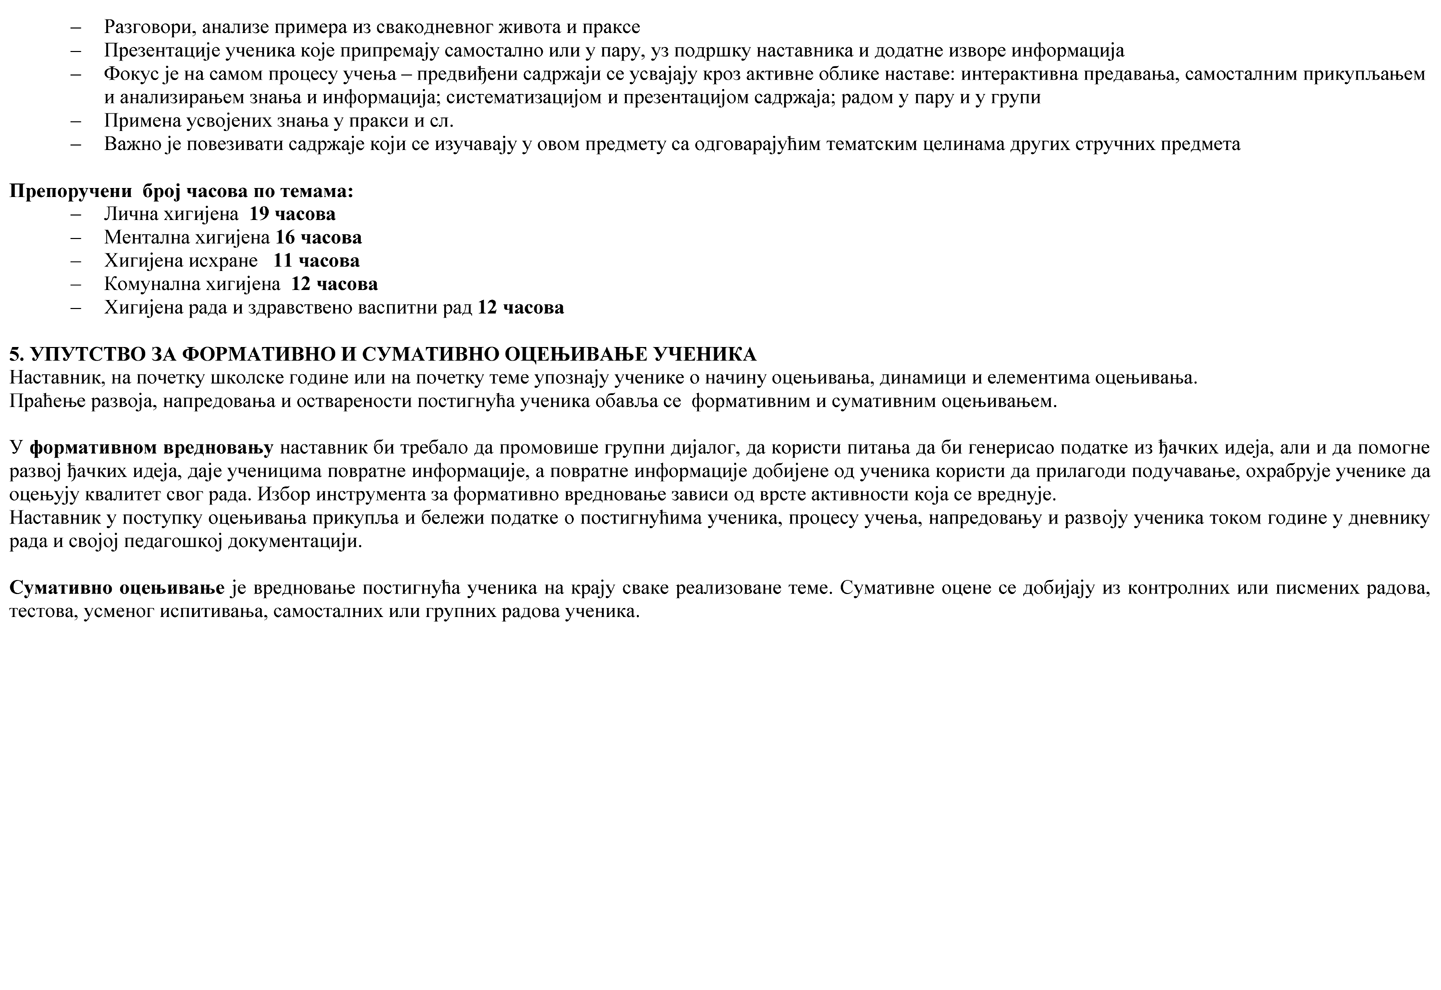 – Разговори, анализе примера из свакодневног живота и праксе
– Презентације ученика које припремају самостално или у пару, уз подршку наставника и додатне изворе информација
– Фокус је на самом процесу учења – предвиђени садржаји се усвајају кроз активне облике наставе: интерактивна предавања, самосталним прикупљањем
и анализирањем знања и информација; систематизацијом и презентацијом садржаја; радом у пару и у групи
– Примена усвојених знања у пракси и сл.
– Важно је повезивати садржаје који се изучавају у овом предмету са одговарајућим тематским целинама других стручних предмета
Препоручени број часова по темама:
– Лична хигијена 19 часова
– Ментална хигијена 16 часова
– Хигијена исхране 11 часова
– Комунална хигијена 12 часова
– Хигијена рада и здравствено васпитни рад 12 часова
5. УПУТСТВО ЗА ФОРМАТИВНО И СУМАТИВНО ОЦЕЊИВАЊЕ УЧЕНИКА
Наставник, на почетку школске године или на почетку теме упознају ученике о начину оцењивања, динамици и елементима оцењивања.
Праћење развоја, напредовања и остварености постигнућа ученика обавља се формативним и сумативним оцењивањем.
У формативном вредновању наставник би требало да промовише групни дијалог, да користи питања да би генерисао податке из ђачких идеја, али и да помогне
развој ђачких идеја, даје ученицима повратне информације, а повратне информације добијене од ученика користи да прилагоди подучавање, охрабрује ученике да
оцењују квалитет свог рада. Избор инструмента за формативно вредновање зависи од врсте активности која се вреднује.
Наставник у поступку оцењивања прикупља и бележи податке о постигнућима ученика, процесу учења, напредовању и развоју ученика током године у дневнику
рада и својој педагошкој документацији.
Сумативно оцењивање је вредновање постигнућа ученика на крају сваке реализоване теме. Сумативне оцене се добијају из контролних или писмених радова,
тестова, усменог испитивања, самосталних или групних радова ученика.